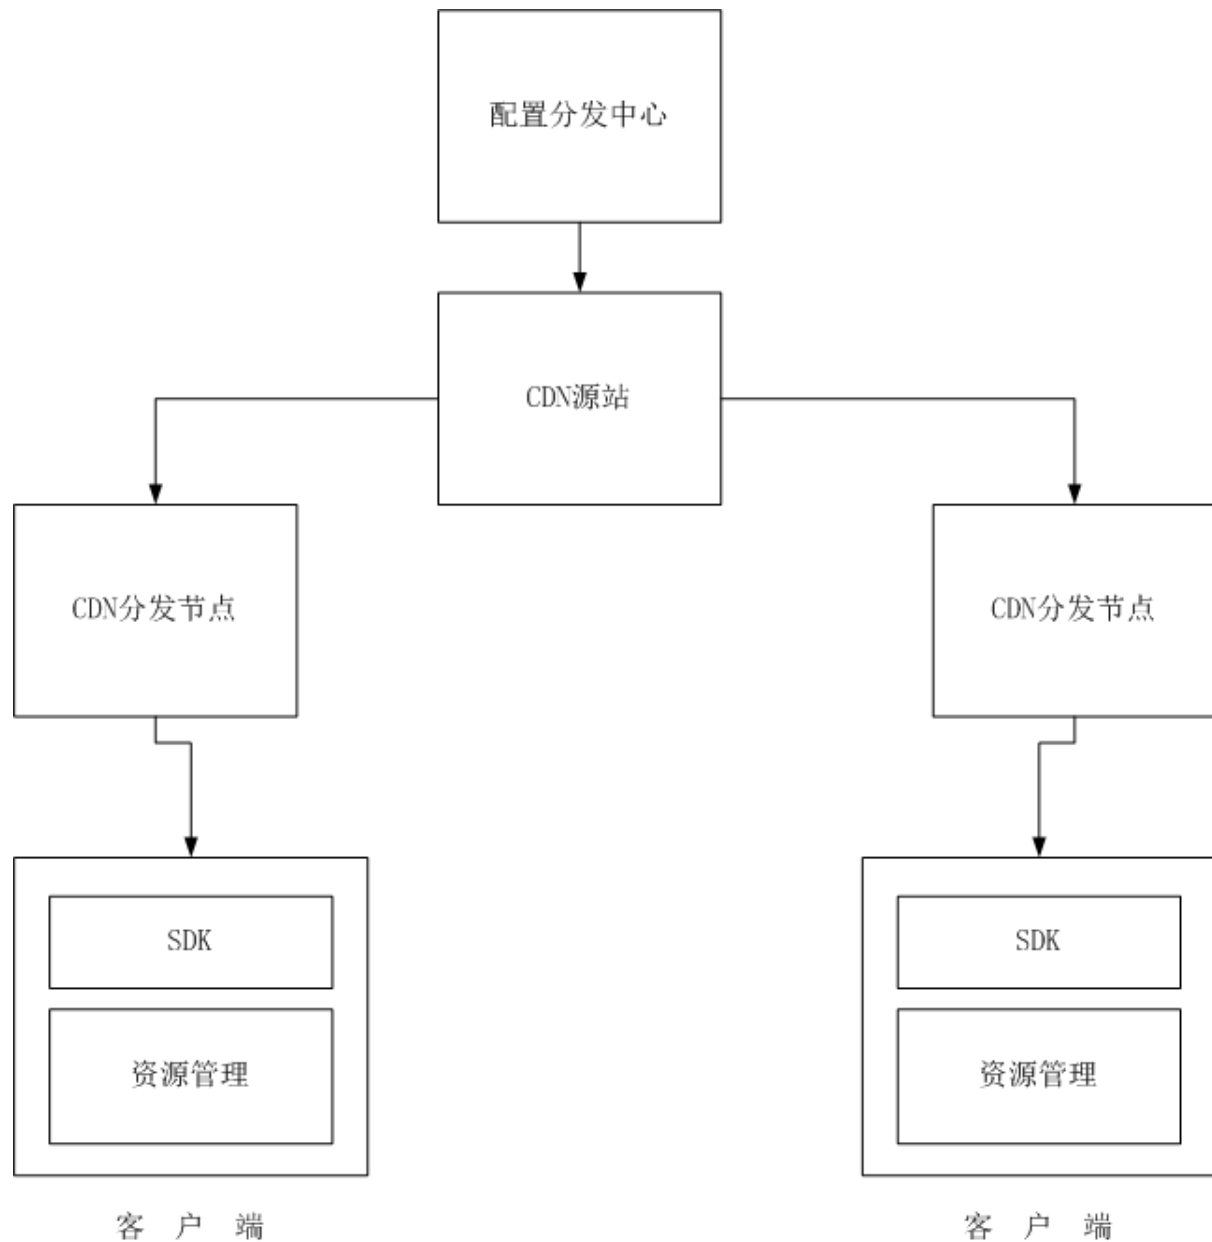 配置分发中心
CDN源站
CDN分发节点
CDN分发节点
SDK
SDK
资源管理
资源管理
客 户 端
客 户 端